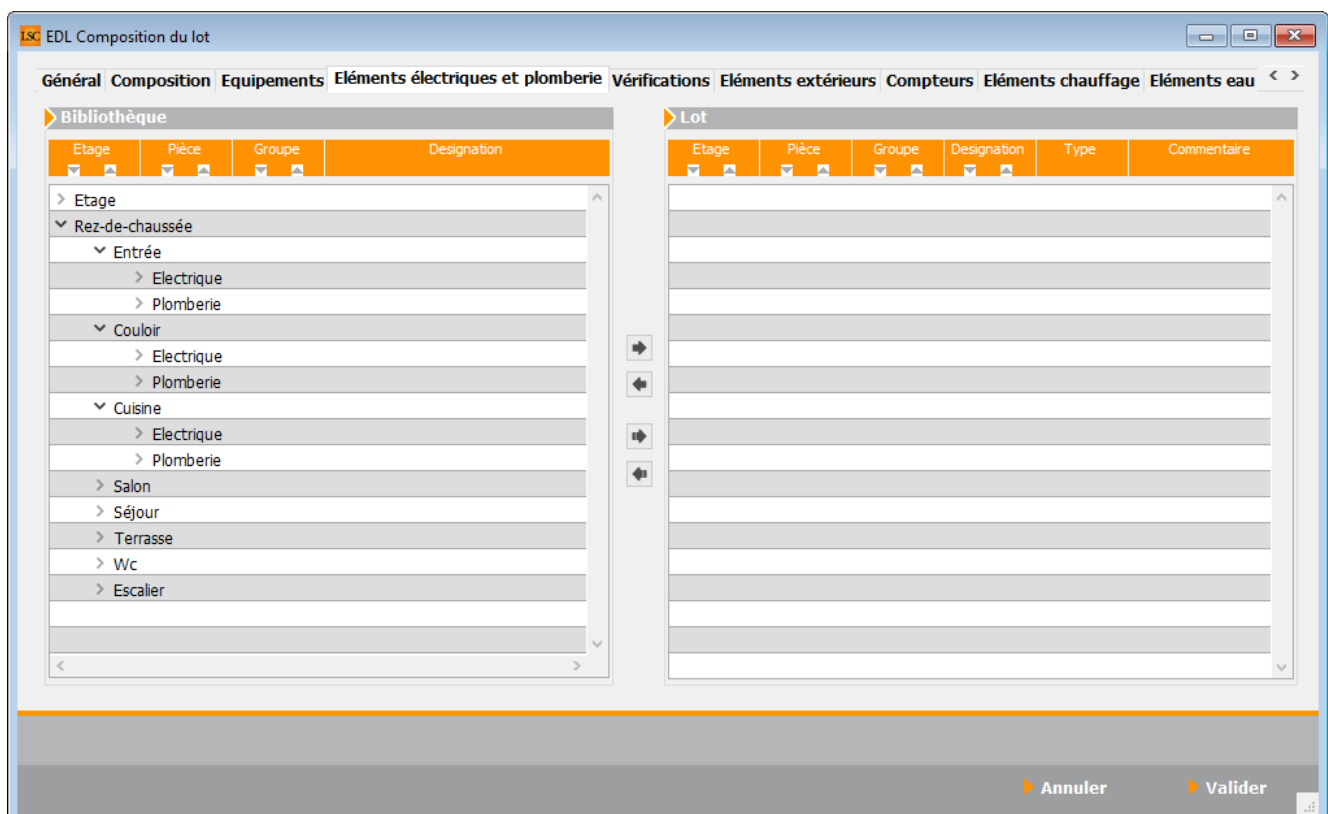 LSC EDL Composition du lot
Général Composition Equipements Eléments électriques et plomberie Vérifications Eléments extérieurs Compteurs Eléments chauffage Eléments eau
Bibliothèque
Lot
Etage Pièce Groupe Designation
Etage Pièce Groupe Designation Type Commentaire
Etage
Rez-de-chaussée
Entrée
Electrique
Plomberie
Couloir
Electrique
Plomberie
Cuisine
Electrique
Plomberie
Salon
Séjour
Terrasse
Wc
Escalier
Annuler Valider